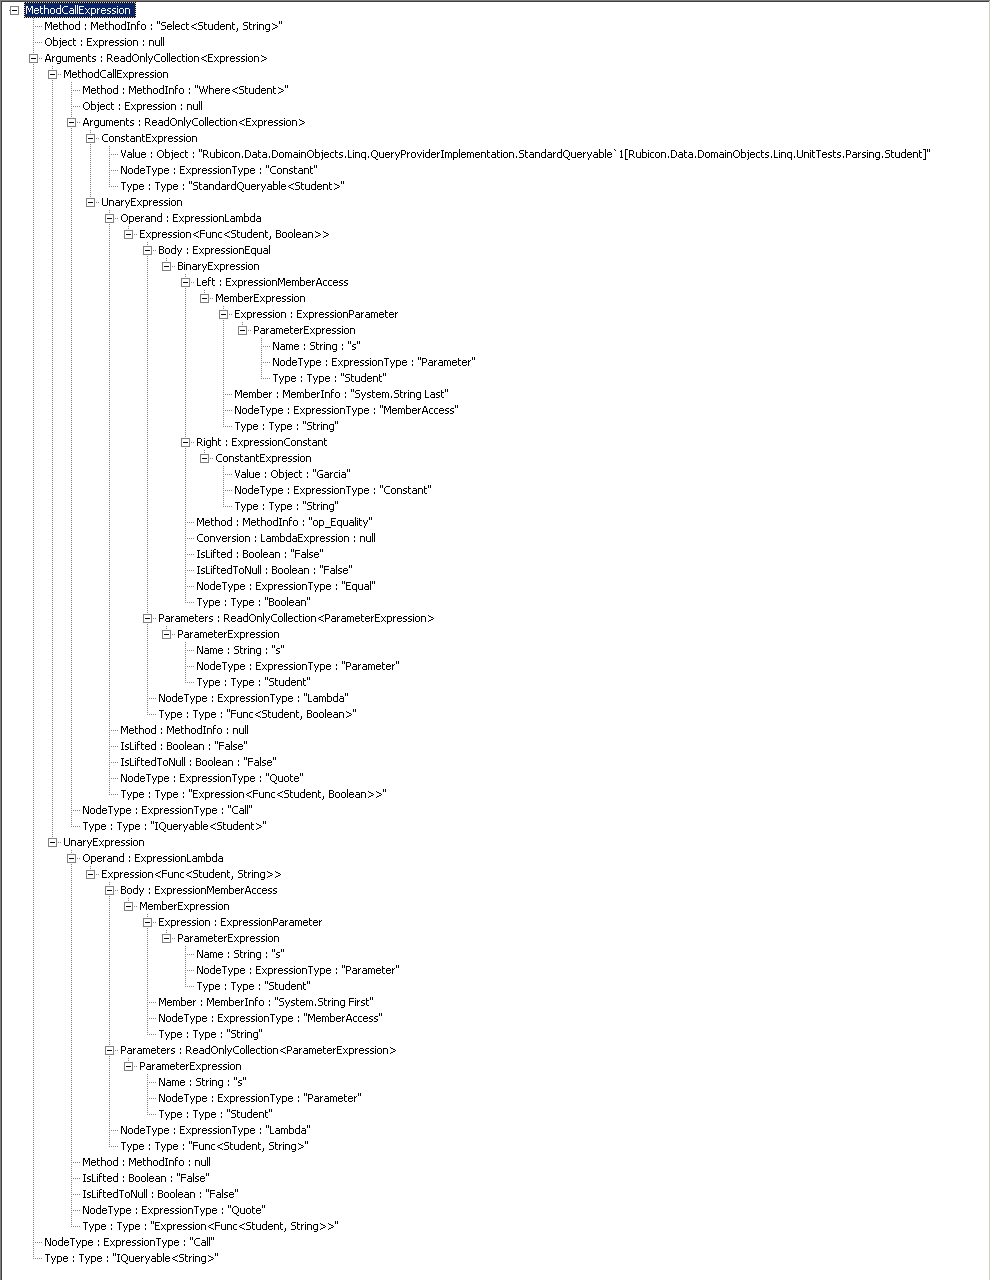 MethodCallExpression
Method : MethodInfo : "Select<Student, String>"
Object : Expression : null
Arguments : ReadOnlyCollection<Expression>
MethodCallExpression
Method : MethodInfo : "Where<Student>"
Object : Expression : null
Arguments : ReadOnlyCollection<Expression>
ConstantExpression
Value : Object : "Rubicon.Data.DomainObjects.Linq.QueryProviderImplementation.StandardQueryable`1[Rubicon.Data.DomainObjects.Linq.UnitTests.Parsing.Student]"
NodeType : ExpressionType : "Constant"
Type : Type : "StandardQueryable<Student>"
UnaryExpression
Operand : ExpressionLambda
Expression<Func<Student, Boolean>>
Body : ExpressionEqual
BinaryExpression
Left : ExpressionMemberAccess
MemberExpression
Expression : ExpressionParameter
ParameterExpression
Name : String : "s"
NodeType : ExpressionType : "Parameter"
Type : Type : "Student"
Member : MemberInfo : "System.String Last"
NodeType : ExpressionType : "MemberAccess"
Type : Type : "String"
Right : ExpressionConstant
ConstantExpression
Value : Object : "Garcia"
NodeType : ExpressionType : "Constant"
Type : Type : "String"
Method : MethodInfo : "op_Equality"
Conversion : LambdaExpression : null
IsLifted : Boolean : "False"
IsLiftedToNull : Boolean : "False"
NodeType : ExpressionType : "Equal"
Type : Type : "Boolean"
Parameters : ReadOnlyCollection<ParameterExpression>
ParameterExpression
Name : String : "s"
NodeType : ExpressionType : "Parameter"
Type : Type : "Student"
NodeType : ExpressionType : "Lambda"
Type : Type : "Func<Student, Boolean>"
Method : MethodInfo : null
IsLifted : Boolean : "False"
IsLiftedToNull : Boolean : "False"
NodeType : ExpressionType : "Quote"
Type : Type : "Expression<Func<Student, Boolean>>"
NodeType : ExpressionType : "Call"
Type : Type : "IQueryable<Student>"
UnaryExpression
Operand : ExpressionLambda
Expression<Func<Student, String>>
Body : ExpressionMemberAccess
MemberExpression
Expression : ExpressionParameter
ParameterExpression
Name : String : "s"
NodeType : ExpressionType : "Parameter"
Type : Type : "Student"
Member : MemberInfo : "System.String First"
NodeType : ExpressionType : "MemberAccess"
Type : Type : "String"
Parameters : ReadOnlyCollection<ParameterExpression>
ParameterExpression
Name : String : "s"
NodeType : ExpressionType : "Parameter"
Type : Type : "Student"
NodeType : ExpressionType : "Lambda"
Type : Type : "Func<Student, String>"
Method : MethodInfo : null
IsLifted : Boolean : "False"
IsLiftedToNull : Boolean : "False"
NodeType : ExpressionType : "Quote"
Type : Type : "Expression<Func<Student, String>>"
NodeType : ExpressionType : "Call"
Type : Type : "IQueryable<String>"